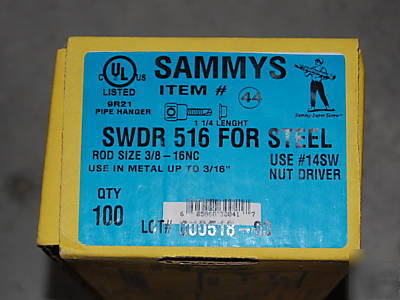 C UL US
LISTED
9R21
PIPE HANGER
SAMMYS
ITEM # 44
1 1/4 LENGHT
Sammy Super Screw
SWDR 516 FOR STEEL
ROD SIZE 3/8-16NC
USE IN METAL UP TO 3/16"
USE #14SW
NUT DRIVER
QTY
100
LOT#